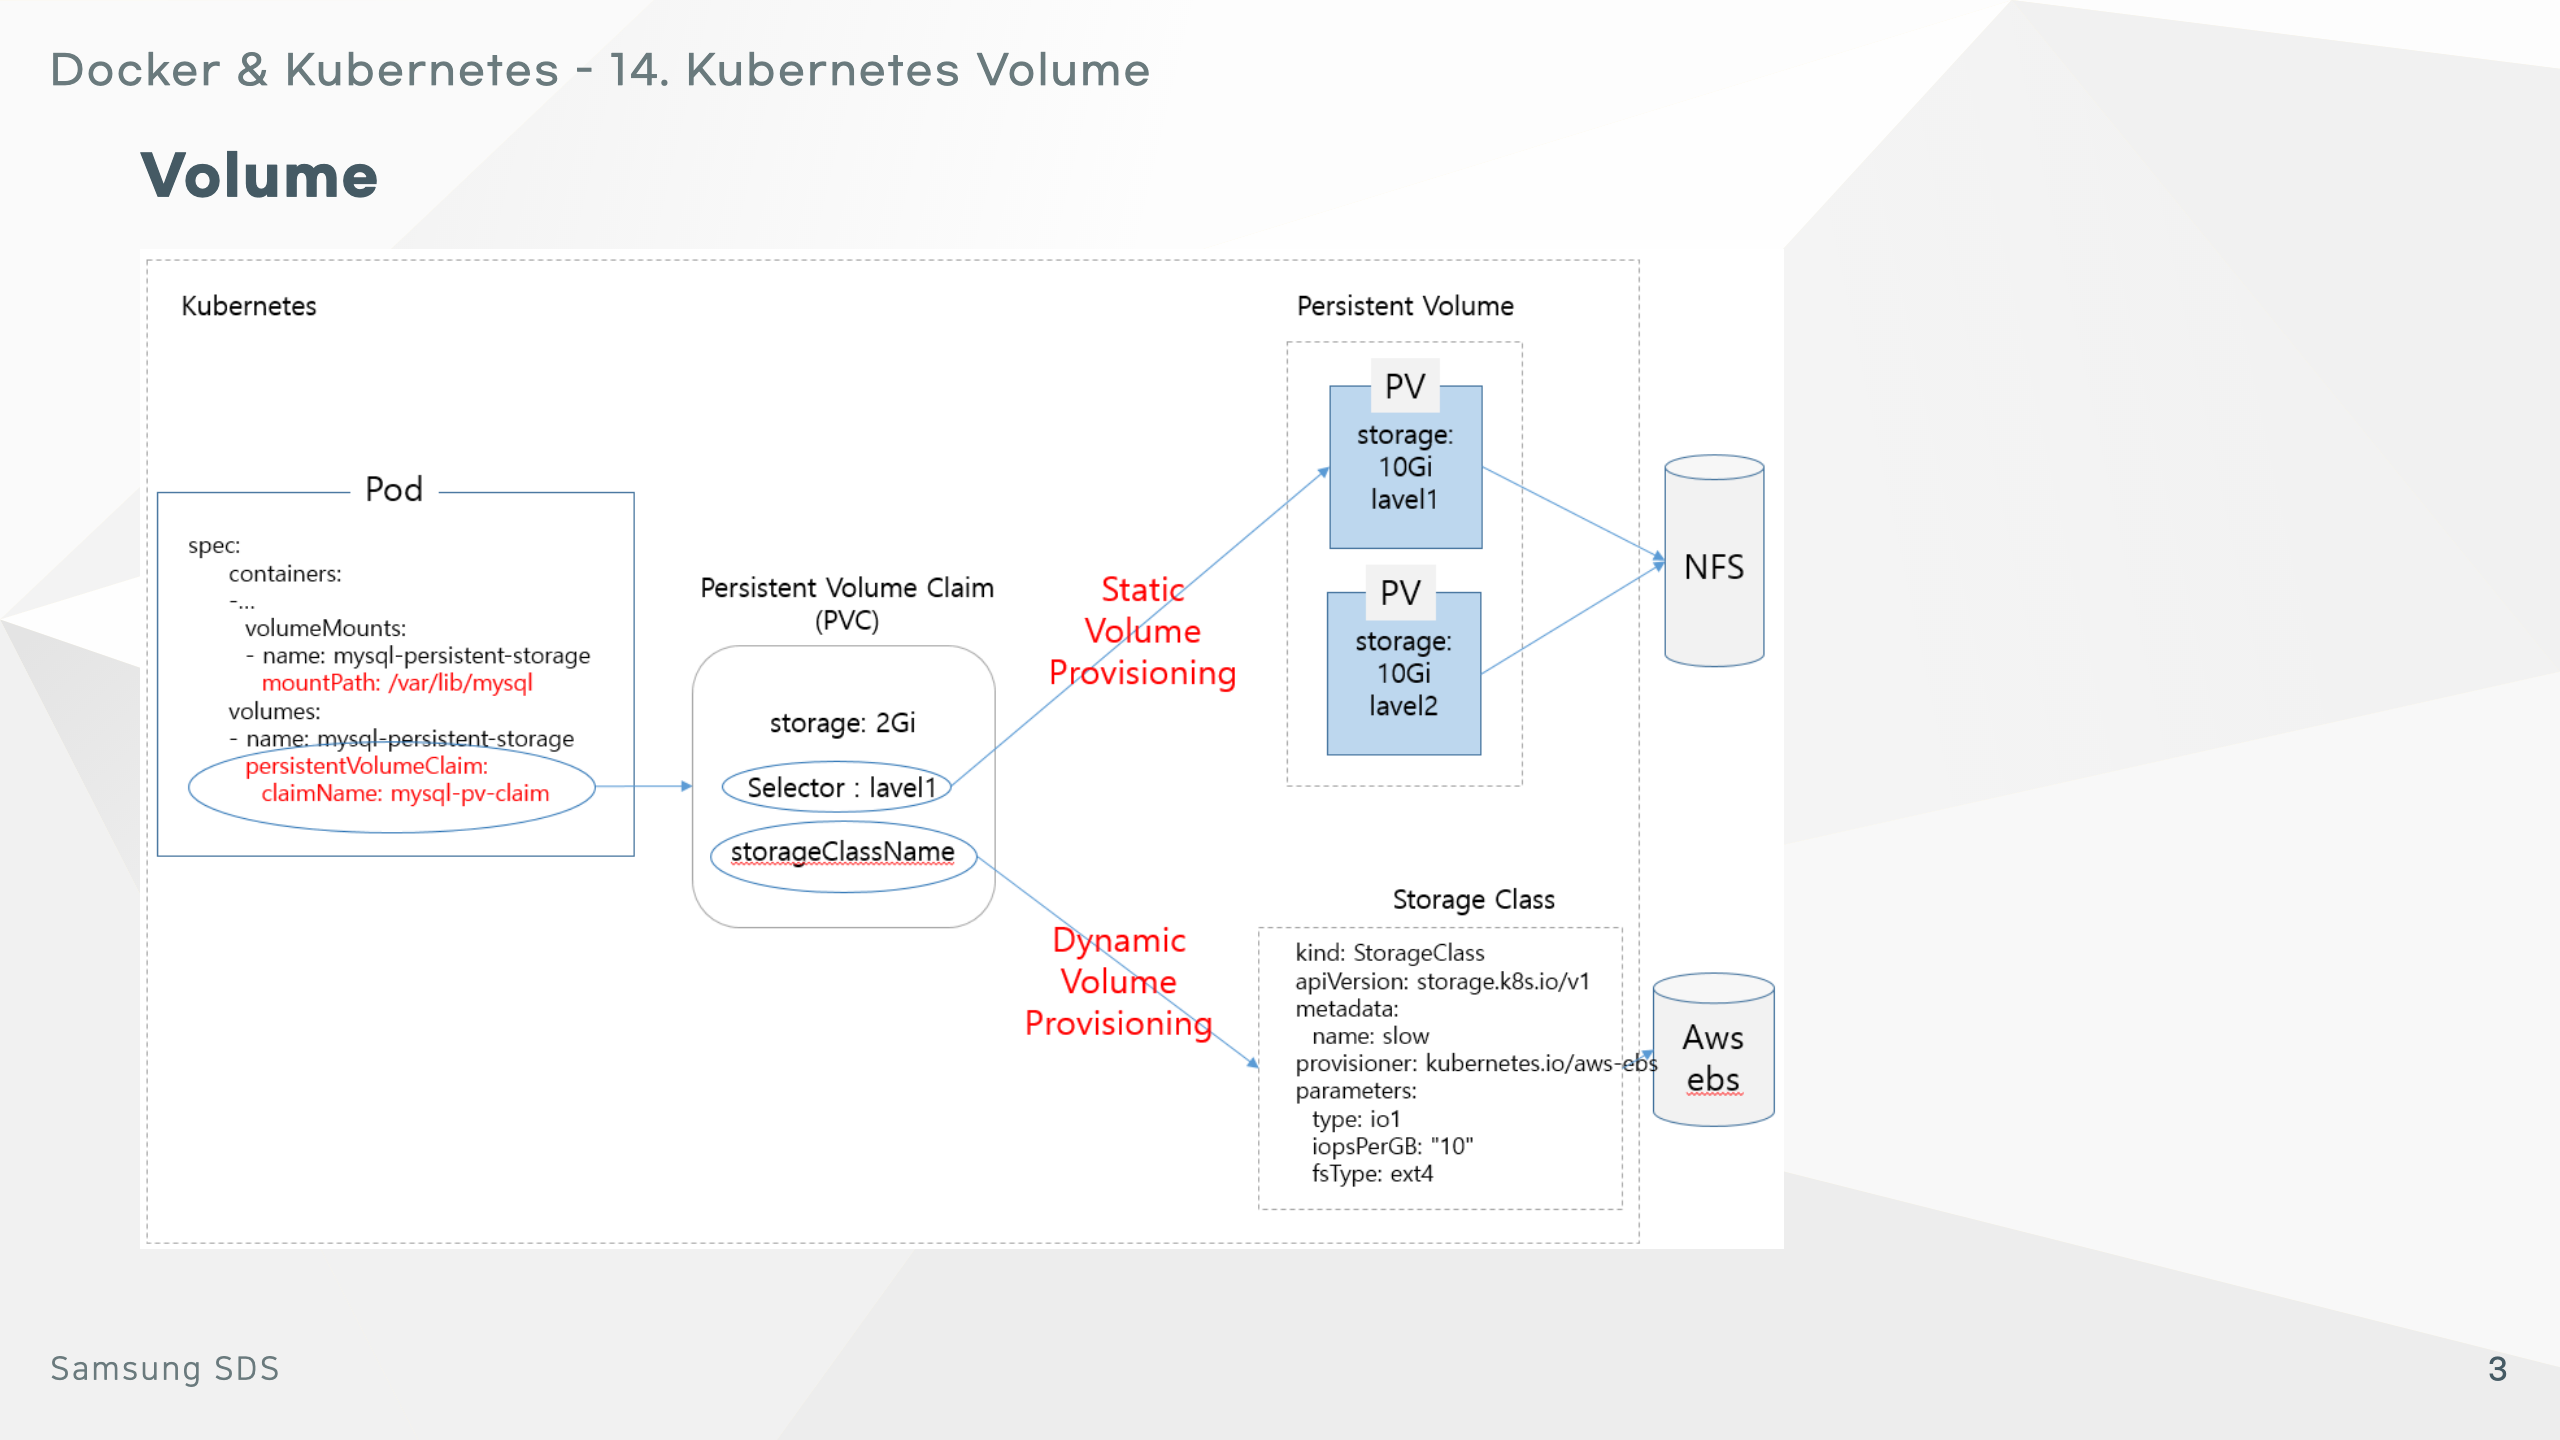 Docker & Kubernetes - 14. Kubernetes Volume
Volume
Kubernetes
Pod
spec:
containers:
-...
volumeMounts:
- name: mysql-persistent-storage
mountPath: /var/lib/mysql
volumes:
- name: mysql-persistent-storage
persistentVolumeClaim:
claimName: mysql-pv-claim
Persistent Volume Claim
(PVC)
storage: 2Gi
Selector : lavel1
storageClassName
Static
Volume
Provisioning
Dynamic
Volume
Provisioning
Persistent Volume
PV
storage:
10Gi
lavel1
PV
storage:
10Gi
lavel2
NFS
Storage Class
kind: StorageClass
apiVersion: storage.k8s.io/v1
metadata:
name: slow
provisioner: kubernetes.io/aws-ebs
parameters:
type: io1
iopsPerGB: "10"
fsType: ext4
Aws
ebs
Samsung SDS
3